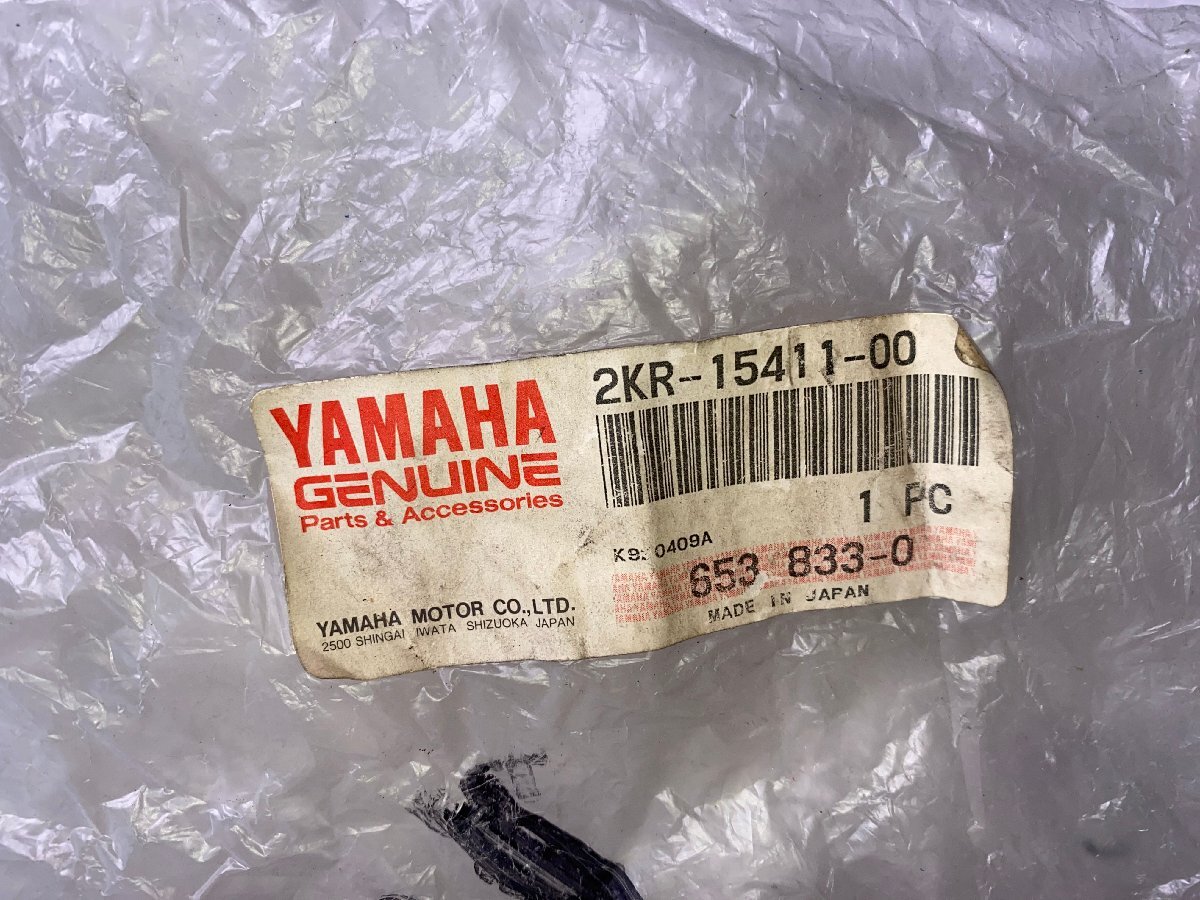 YAMAHA
GENUINE
Parts & Accessories
YAMAHA MOTOR CO.,LTD.
2500 SHINGAI IWATA SHIZUOKA JAPAN
2KR-15411-00
1 PC
653 833-0
MADE IN JAPAN